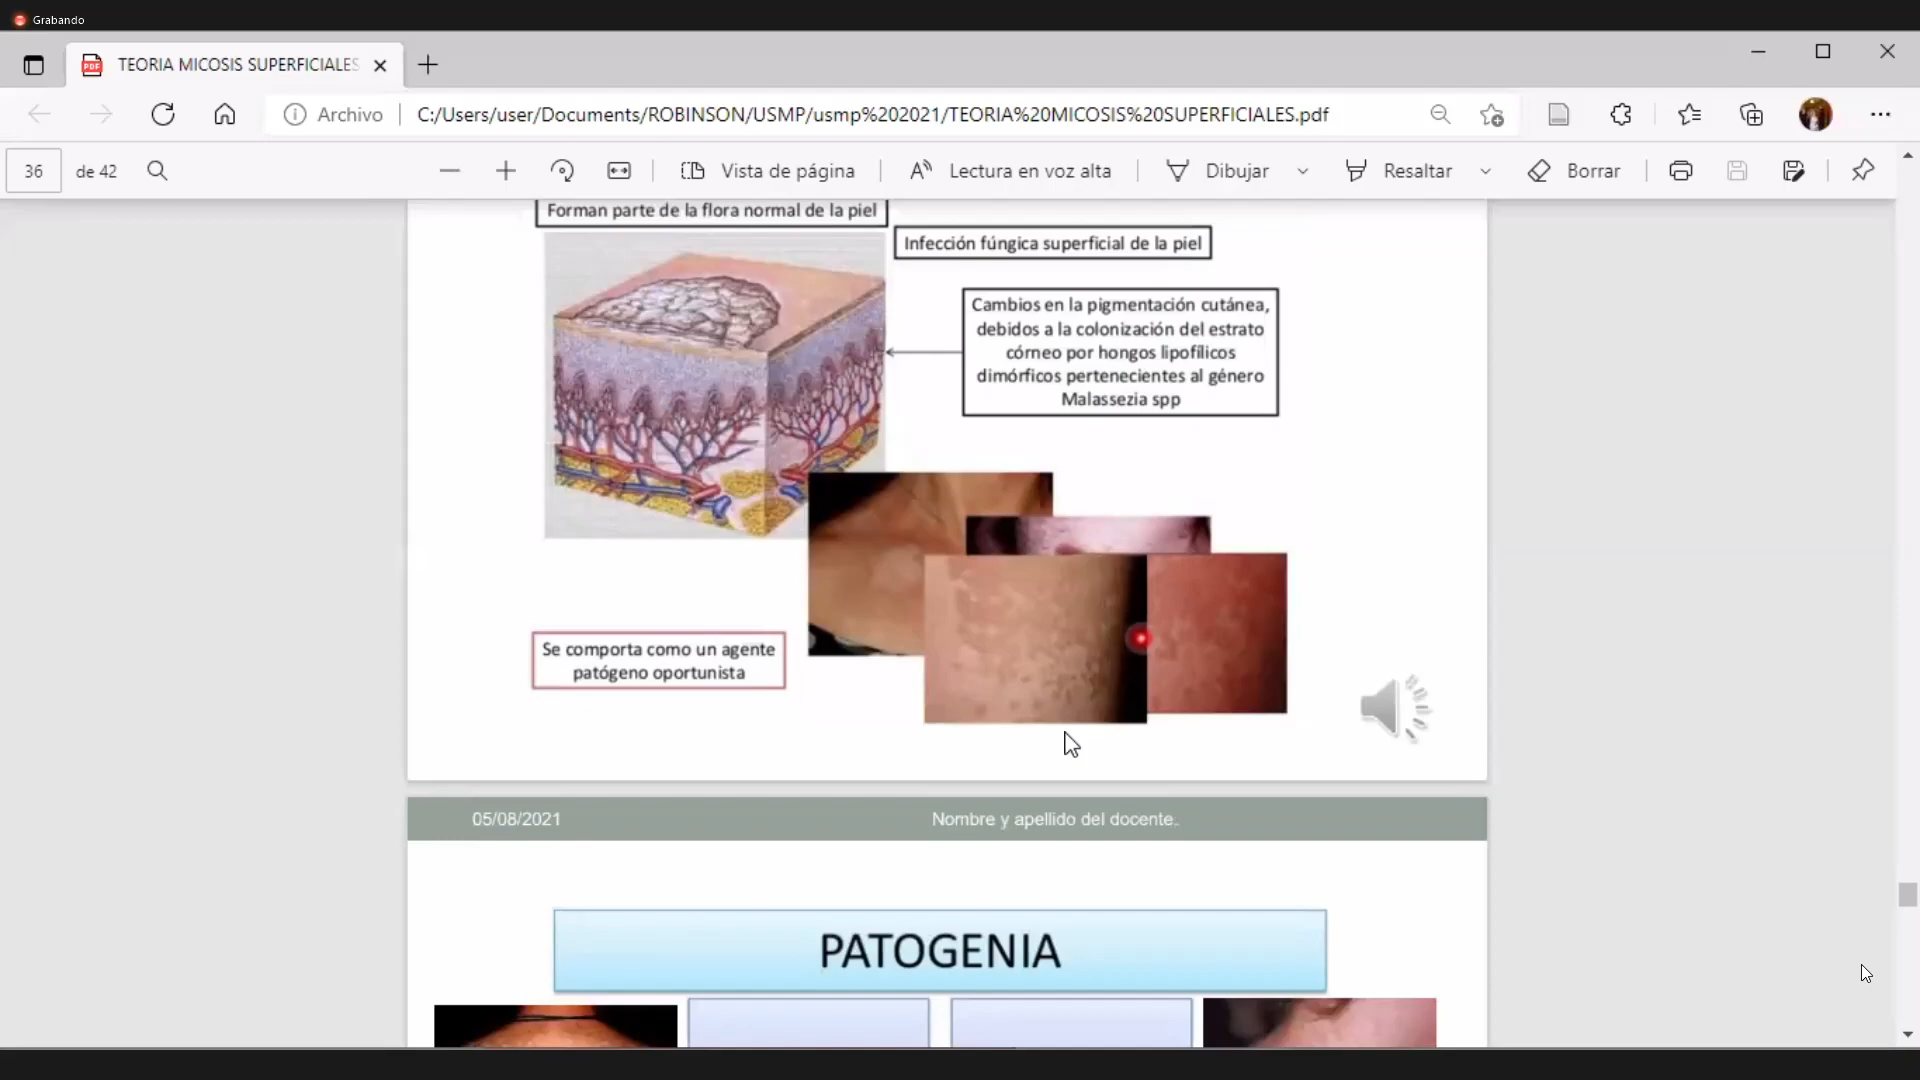 Grabando
TEORIA MICOSIS SUPERFICIALES
Archivo
C:/Users/user/Documents/ROBINSON/USMP/usmp%202021/TEORIA%20MICOSIS%20SUPERFICIALES.pdf
36 de 42
Vista de página
Lectura en voz alta
Dibujar
Resaltar
Borrar
Forman parte de la flora normal de la piel
Infección fúngica superficial de la piel
Cambios en la pigmentación cutánea,
debidos a la colonización del estrato
córneo por hongos lipofílicos
dimórficos pertenecientes al género
Malassezia spp
Se comporta como un agente
patógeno oportunista
05/08/2021
Nombre y apellido del docente.
PATOGENIA